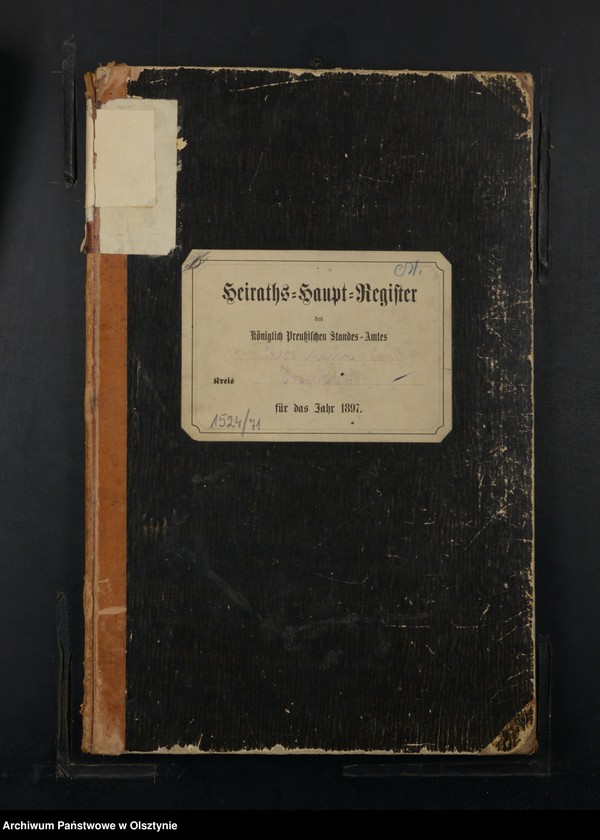 Heiraths-Haupt-Register
des
Königlich Preußischen Standes-Amtes
Kreis
für das Jahr 1897.
1524/71
Archiwum Państwowe w Olsztynie